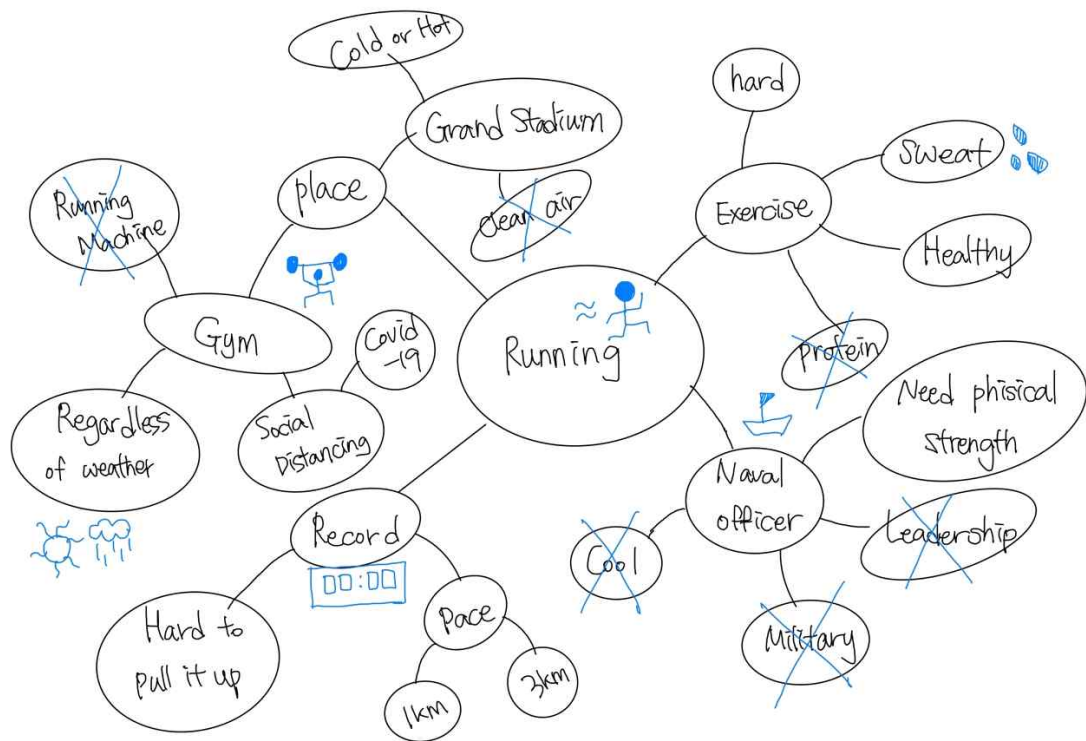 Cold or Hot
Grand Stadium
clean air
place
Running
Machine
Gym
Regardless
of weather
Covid
-19
Social
Distancing
Running
hard
Exercise
Sweat
Healthy
protein
Need phisical
strength
Naval
officer
Leadership
Cool
Military
Record
00:00
Hard to
pull it up
Pace
1km
3km